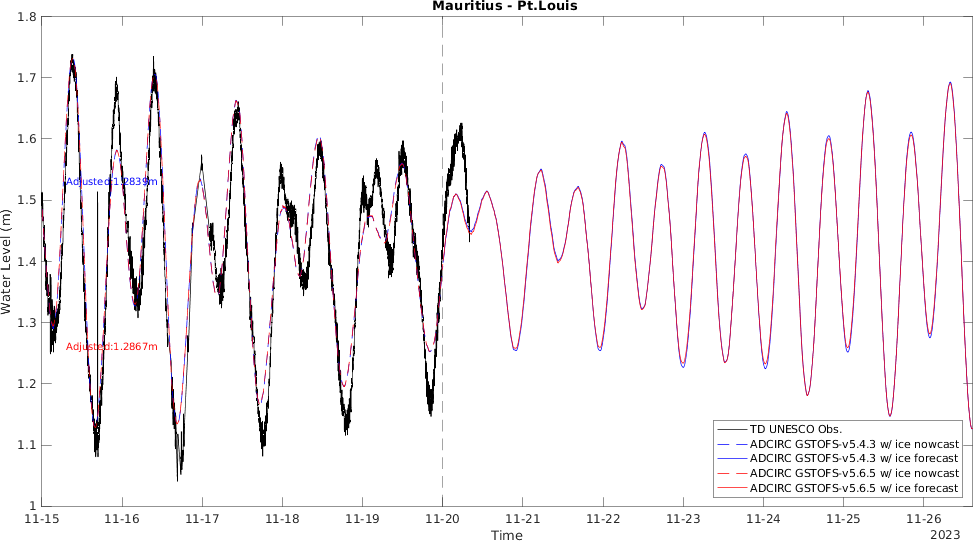 Mauritius - Pt.Louis
1.8
1.7
1.6
1.5
1.4
1.3
1.2
1.1
1
Water Level (m)
Adjusted:1.2839m
Adjusted:1.2867m
TD UNESCO Obs.
ADCIRC GSTOFS-v5.4.3 w/ ice nowcast
ADCIRC GSTOFS-v5.4.3 w/ ice forecast
ADCIRC GSTOFS-v5.6.5 w/ ice nowcast
ADCIRC GSTOFS-v5.6.5 w/ ice forecast
11-15 11-16 11-17 11-18 11-19 11-20 11-21 11-22 11-23 11-24 11-25 11-26
Time
2023